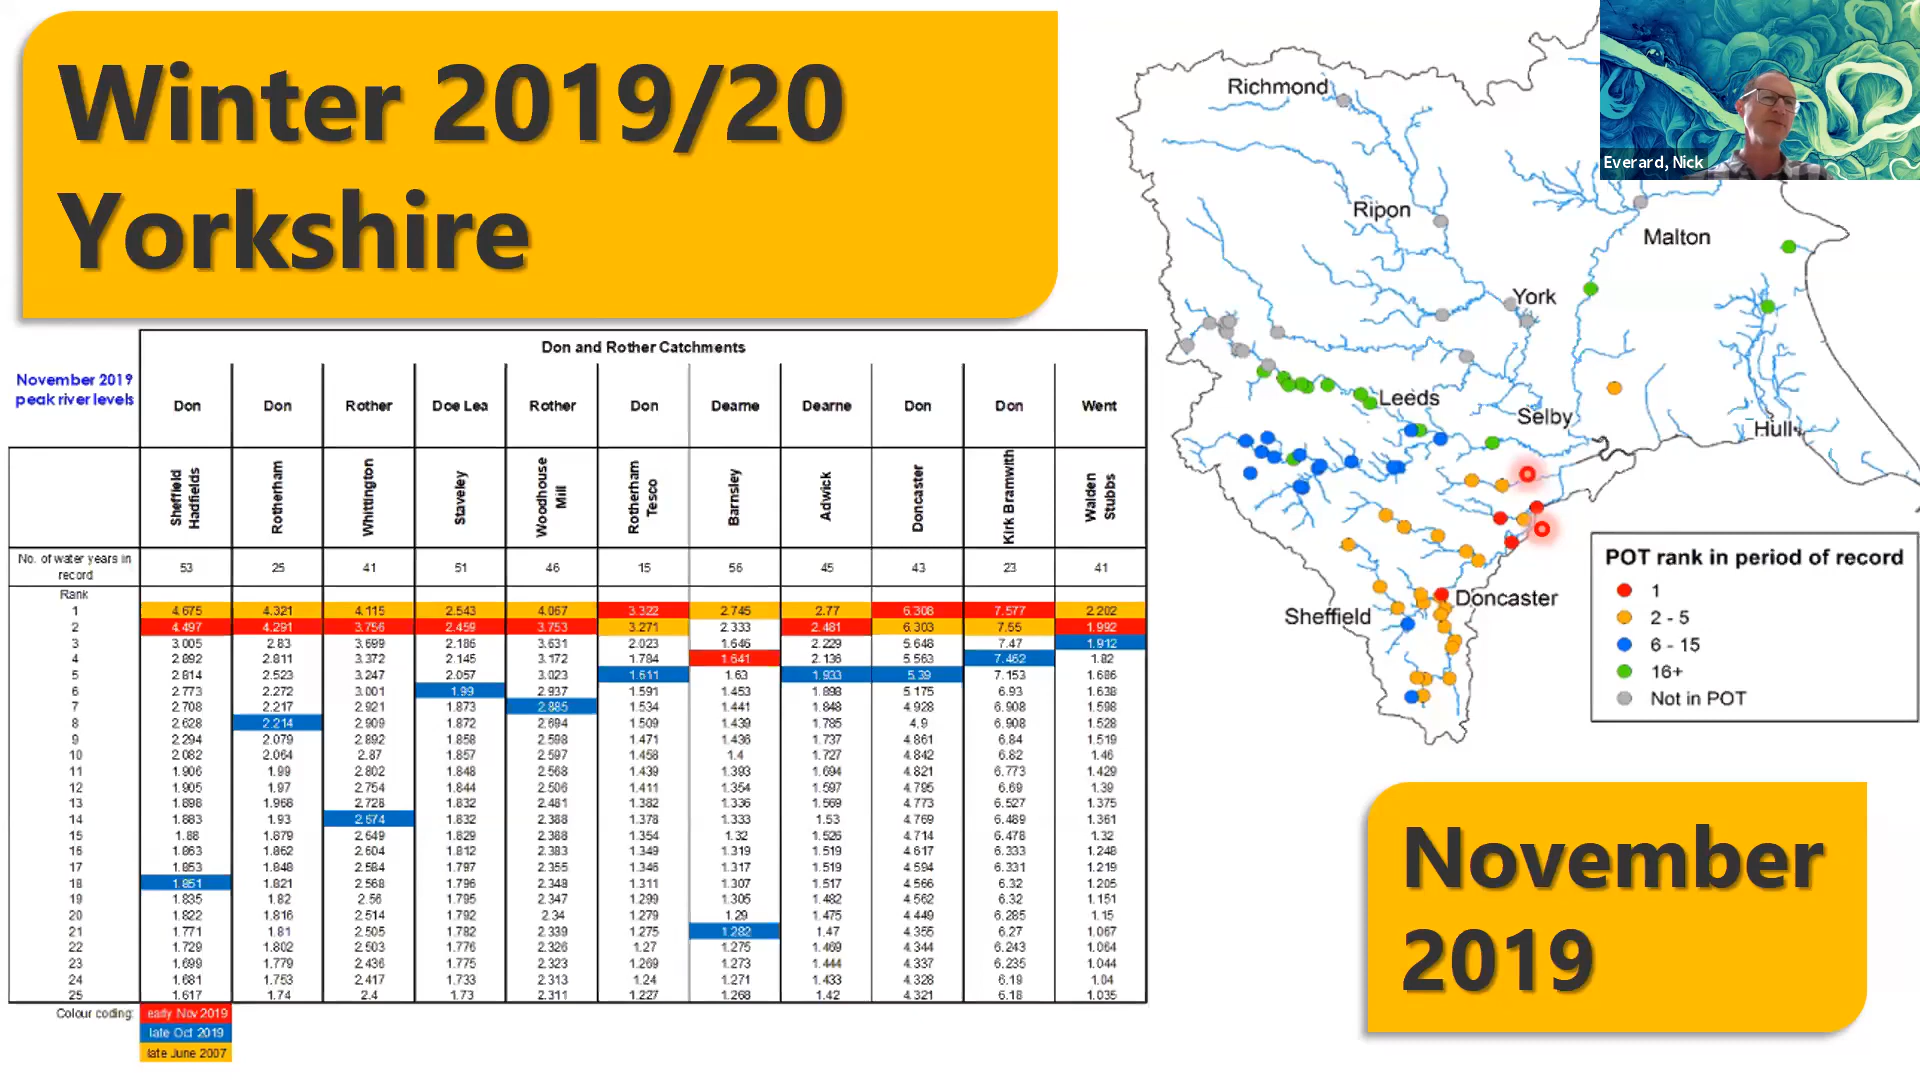 Winter 2019/20
Yorkshire
Everard, Nick
Don and Rother Catchments
November 2019
peak river levels
Don Don Rother Doe Lea Rother Don Dearne Dearne Don Don Went
Sheffield Hadfields Rotherham Whittington Staveley Woodhouse Mill Rotherham Tesco Barnsley Adwick Doncaster Kirk Bramwith Walden Stubbs
No. of water years in record 53 25 41 51 46 15 56 45 43 23 41
Rank
1 4.675 4.321 4.115 2.543 4.067 3.322 2.745 2.77 6.308 7.577 2.202
2 4.497 4.291 3.756 2.459 3.753 3.271 2.333 2.481 6.303 7.55 1.992
3 3.005 2.83 3.699 2.186 3.631 2.023 1.646 2.229 5.648 7.47 1.912
4 2.892 2.811 3.372 2.145 3.172 1.784 1.641 2.136 5.563 7.462 1.82
5 2.814 2.523 3.247 2.057 3.023 1.611 1.63 1.933 5.39 7.153 1.686
6 2.773 2.272 3.001 1.99 2.937 1.591 1.453 1.898 5.175 6.93 1.638
7 2.708 2.217 2.921 1.873 2.885 1.534 1.441 1.848 4.928 6.908 1.598
8 2.628 2.214 2.909 1.872 2.694 1.509 1.439 1.785 4.9 6.908 1.528
9 2.294 2.079 2.892 1.858 2.598 1.471 1.436 1.737 4.861 6.84 1.519
10 2.082 2.064 2.87 1.857 2.597 1.458 1.4 1.727 4.842 6.82 1.46
11 1.906 1.99 2.802 1.848 2.568 1.439 1.393 1.694 4.821 6.773 1.429
12 1.905 1.97 2.754 1.844 2.506 1.411 1.354 1.597 4.795 6.69 1.39
13 1.898 1.968 2.728 1.832 2.481 1.382 1.336 1.569 4.773 6.527 1.375
14 1.883 1.93 2.674 1.832 2.388 1.378 1.333 1.53 4.769 6.489 1.361
15 1.88 1.879 2.649 1.829 2.388 1.354 1.32 1.526 4.714 6.478 1.32
16 1.863 1.862 2.604 1.812 2.383 1.349 1.319 1.519 4.617 6.333 1.248
17 1.853 1.848 2.584 1.797 2.355 1.346 1.317 1.519 4.594 6.331 1.219
18 1.851 1.821 2.568 1.796 2.348 1.311 1.307 1.517 4.566 6.32 1.205
19 1.835 1.82 2.56 1.795 2.347 1.299 1.305 1.482 4.562 6.32 1.151
20 1.822 1.816 2.514 1.792 2.34 1.279 1.29 1.475 4.449 6.285 1.15
21 1.771 1.81 2.505 1.782 2.339 1.275 1.282 1.47 4.355 6.27 1.067
22 1.729 1.802 2.503 1.776 2.326 1.27 1.275 1.469 4.344 6.243 1.064
23 1.699 1.779 2.436 1.775 2.323 1.269 1.273 1.444 4.337 6.235 1.044
24 1.681 1.753 2.417 1.733 2.313 1.24 1.271 1.433 4.328 6.19 1.04
25 1.617 1.74 2.4 1.73 2.311 1.227 1.268 1.42 4.321 6.18 1.035
Colour coding: early Nov 2019
late Oct 2019
late June 2007
Richmond
Ripon
Malton
York
Leeds
Selby
Hull
Doncaster
Sheffield
POT rank in period of record
1
2 - 5
6 - 15
16+
Not in POT
November
2019